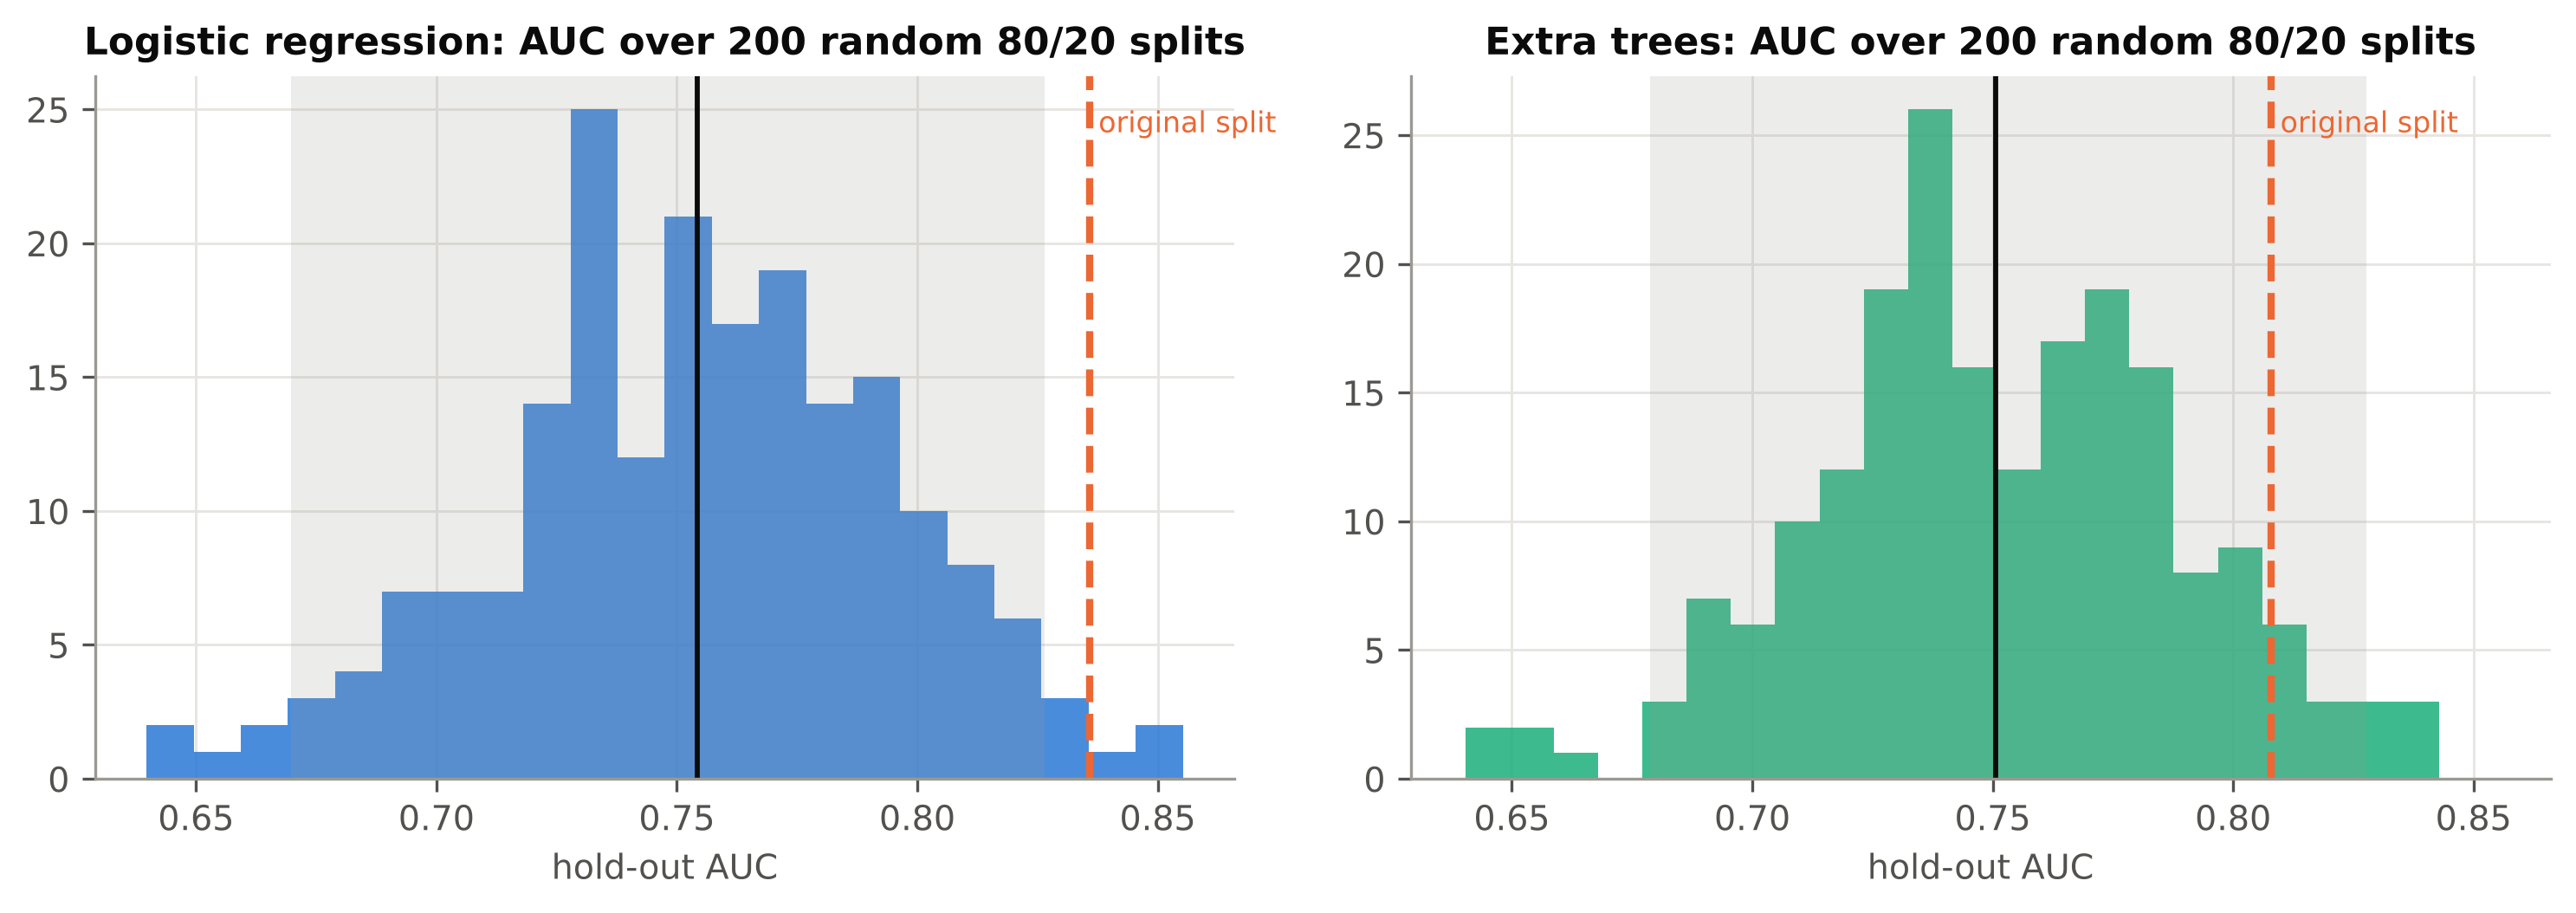 Logistic regression: AUC over 200 random 80/20 splits
25
20
15
10
5
0
original split
0.65 0.70 0.75 0.80 0.85
hold-out AUC
Extra trees: AUC over 200 random 80/20 splits
25
20
15
10
5
0
original split
0.65 0.70 0.75 0.80 0.85
hold-out AUC